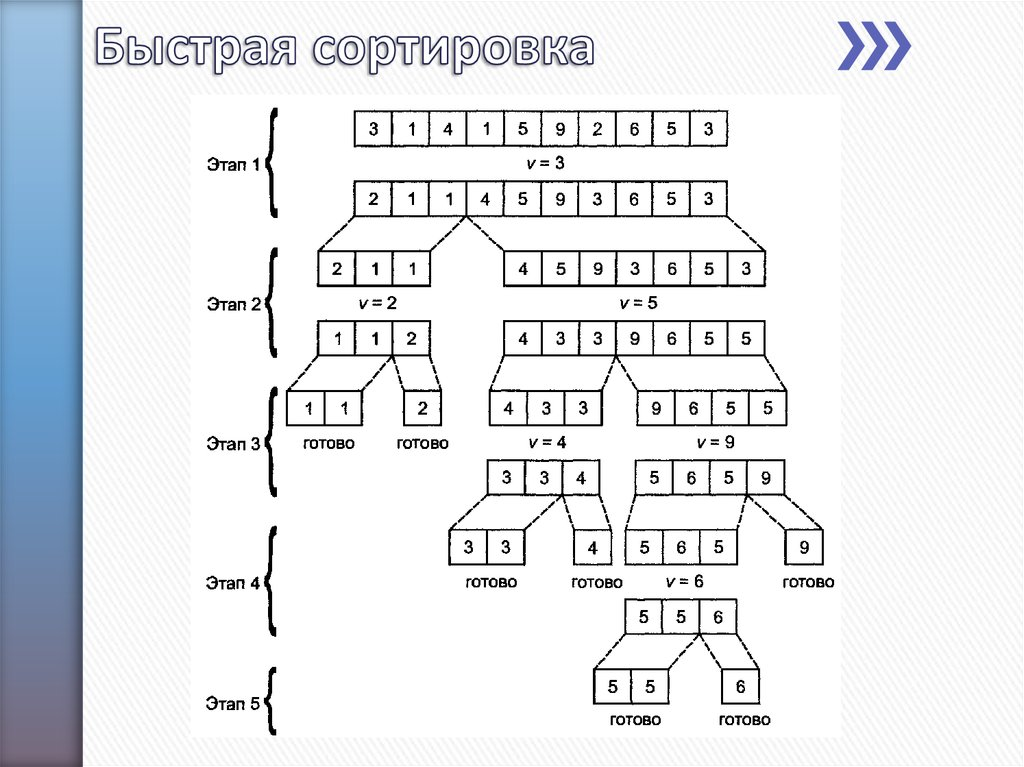 Быстрая сортировка
3 1 4 1 5 9 2 6 5 3
Этап 1
v = 3
2 1 1 4 5 9 3 6 5 3
2 1 1 4 5 9 3 6 5 3
Этап 2 v = 2 v = 5
1 1 2 4 3 3 9 6 5 5
1 1 2 4 3 3 9 6 5 5
Этап 3 готово готово v = 4 v = 9
3 3 4 5 6 5 9
3 3 4 5 6 5 9
Этап 4 готово готово v = 6 готово
5 5 6
5 5 6
Этап 5
готово готово